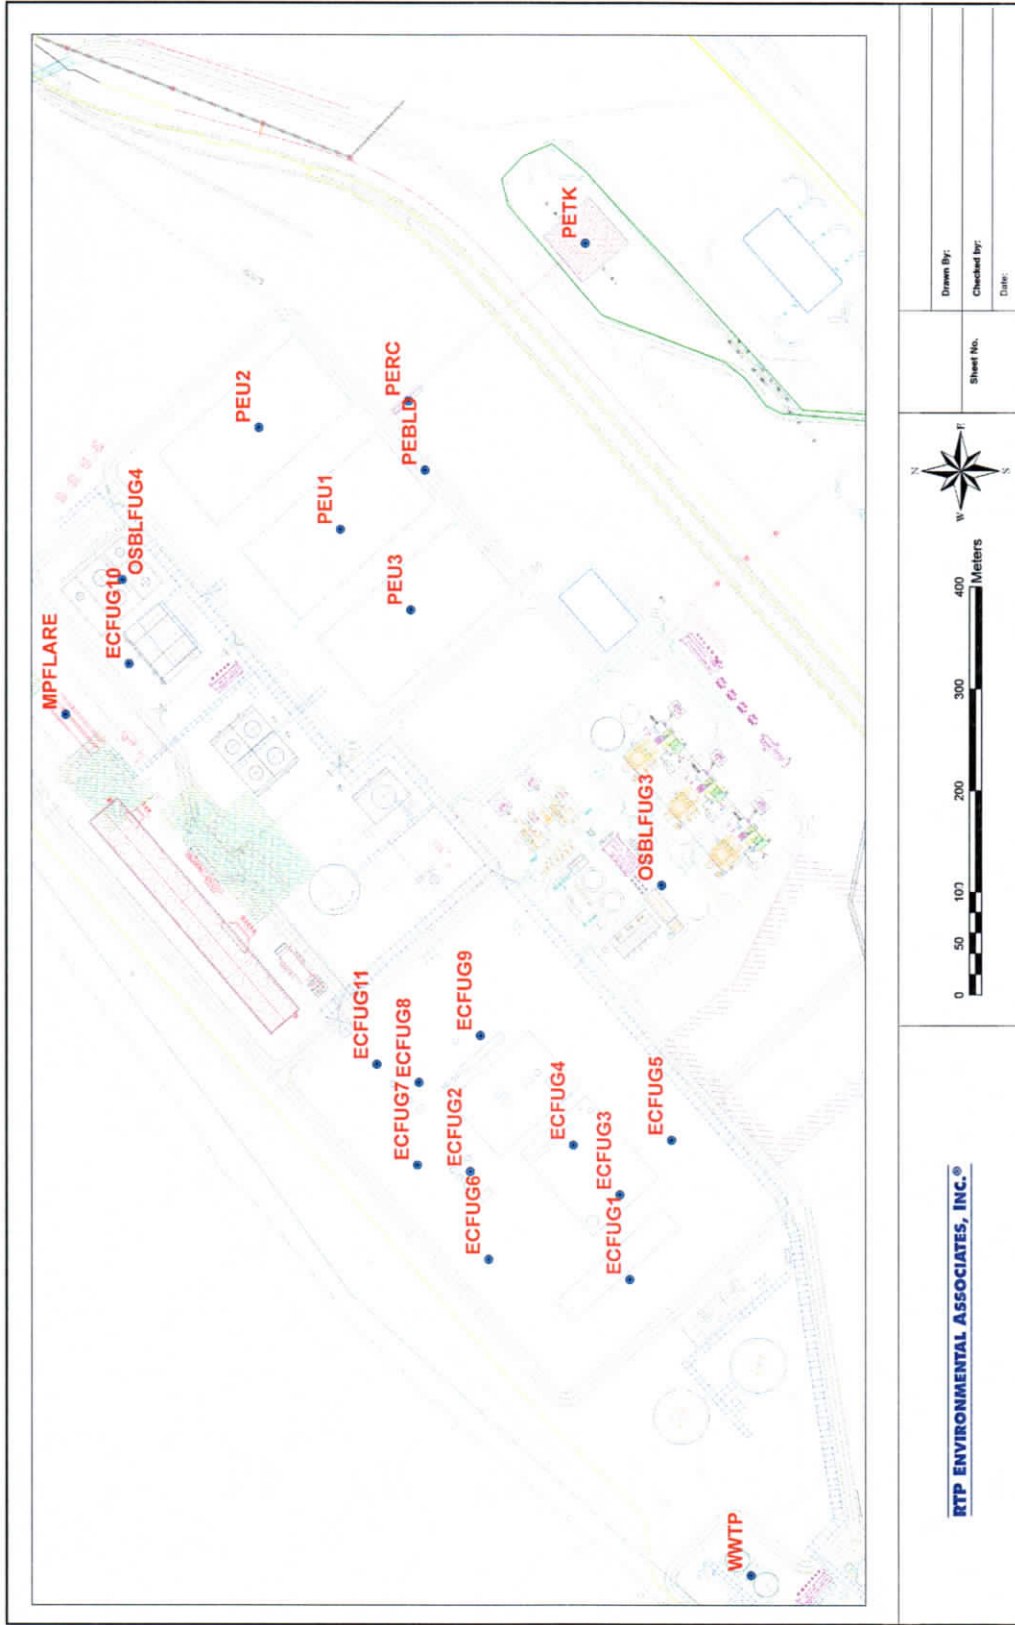 MPFLARE
ECFUG10
OSBLFUG4
PEU2
PEU1
PEU3
PERC
PEBLD
PETK
ECFUG11
ECFUG7
ECFUG8
ECFUG2
ECFUG9
ECFUG6
ECFUG4
ECFUG3
ECFUG1
ECFUG5
OSBLFUG3
WWTP
RTP ENVIRONMENTAL ASSOCIATES, INC.®
0 50 100 200 300 400
Meters
N
W E
S
Sheet No.
Drawn By:
Checked by:
Date: